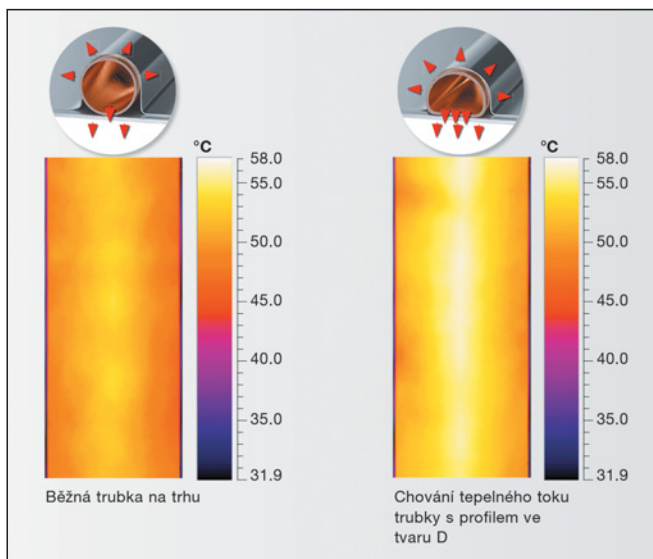 °C
58.0
55.0
50.0
45.0
40.0
35.0
31.9
Běžná trubka na trhu
°C
58.0
55.0
50.0
45.0
40.0
35.0
31.9
Chování tepelného toku
trubky s profilem ve
tvaru D